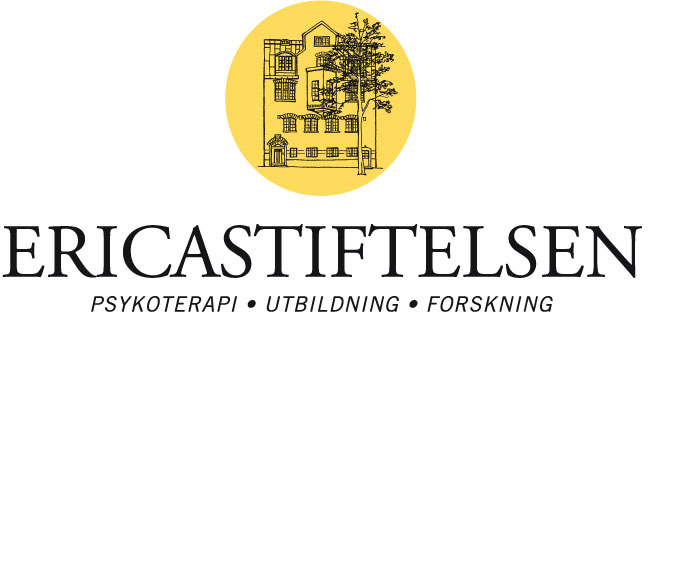 ERICASTIFTELSEN
PSYKOTERAPI • UTBILDNING • FORSKNING